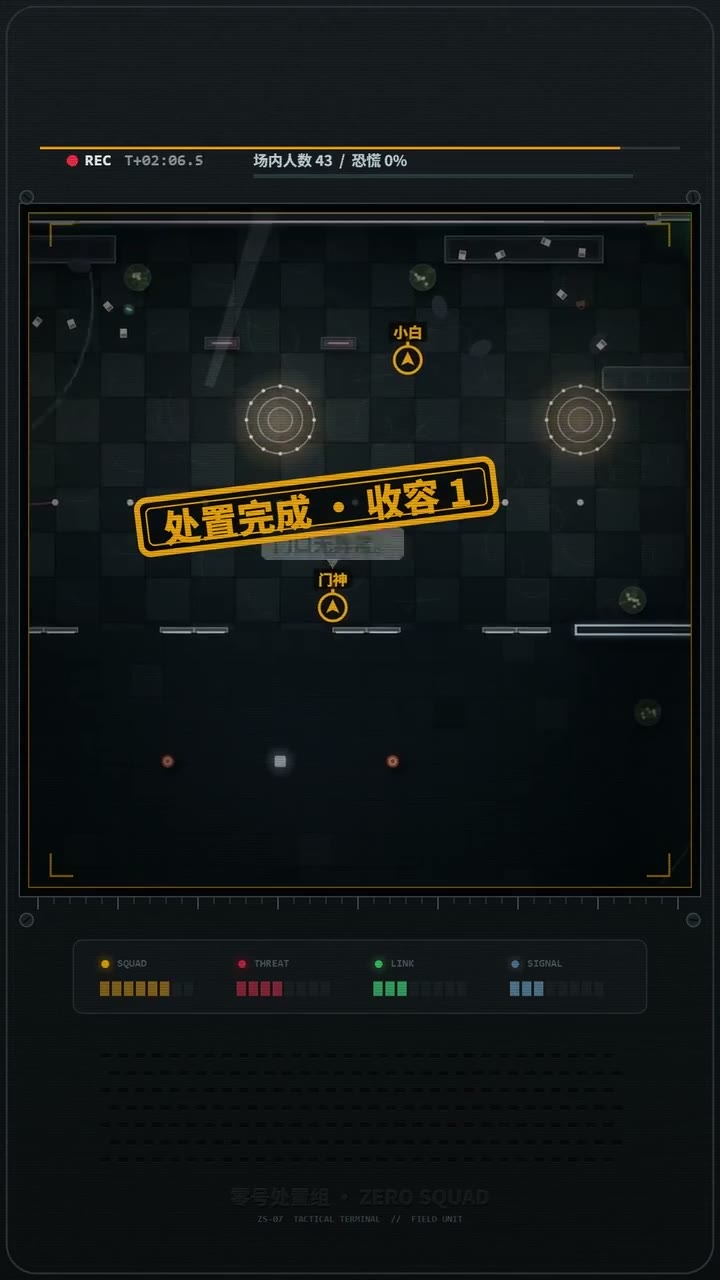 REC T+02:06.5 场内人数 43 / 恐慌 0%
小白
处置完成 · 收容 1
门神
SQUAD THREAT LINK SIGNAL
零号处置组 · ZERO SQUAD
ZS-07 TACTICAL TERMINAL // FIELD UNIT